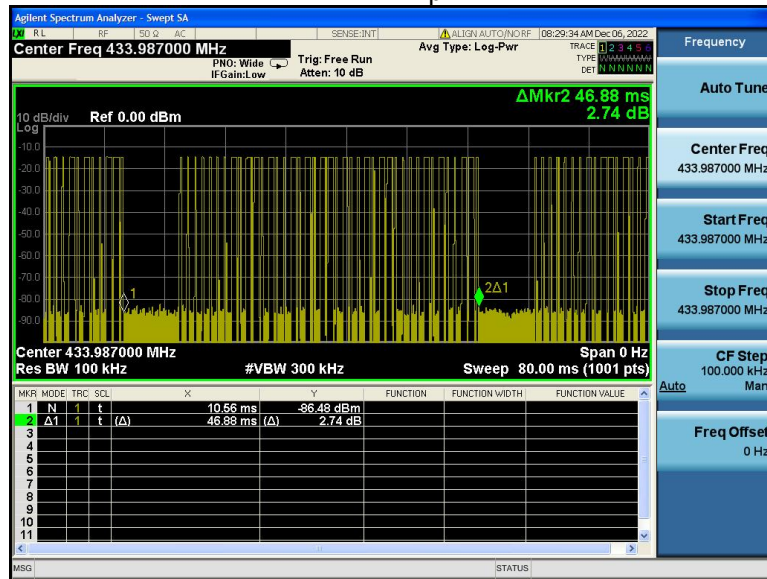 Agilent Spectrum Analyzer - Swept SA
LXI RL RF 50 Ω AC SENSE:INT ALIGN AUTO/NO RF 08:29:34 AM Dec 06, 2022
Center Freq 433.987000 MHz
PNO: Wide
IFGain:Low
Trig: Free Run
Atten: 10 dB
Avg Type: Log-Pwr
TRACE 1 2 3 4 5 6
TYPE
DET N N N N N N
ΔMkr2 46.88 ms
2.74 dB
10 dB/div Ref 0.00 dBm
Log
-10.0
-20.0
-30.0
-40.0
-50.0
-60.0
-70.0
-80.0
-90.0
1
2Δ1
Center 433.987000 MHz
Span 0 Hz
Res BW 100 kHz
#VBW 300 kHz
Sweep 80.00 ms (1001 pts)
MKR MODE TRC SCL X Y FUNCTION FUNCTION WIDTH FUNCTION VALUE
1 N 1 t 10.56 ms -86.48 dBm
2 Δ1 1 t (Δ) 46.88 ms (Δ) 2.74 dB
3
4
5
6
7
8
9
10
11
MSG
STATUS
Frequency
Auto Tune
Center Freq
433.987000 MHz
Start Freq
433.987000 MHz
Stop Freq
433.987000 MHz
CF Step
100.000 kHz
Auto Man
Freq Offset
0 Hz